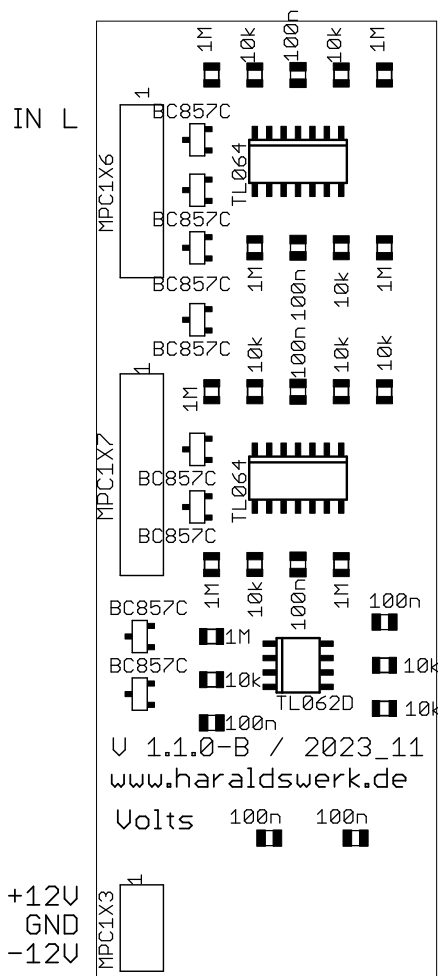 1M 10k 100n 10k 1M
IN L
1
BC857C
MPC1X6
TL064
BC857C
1M 100n 10k 1M
BC857C
BC857C
10k 100n 10k 10k
1
1M
MPC1X7
BC857C
TL064
BC857C
1M 10k 100n 1M
100n
BC857C
1M
BC857C
10k
10k
TL062D
10k
100n
V 1.1.0-B / 2023_11
www.haraldswerk.de
Volts
100n 100n
1
MPC1X3
+12V
GND
-12V